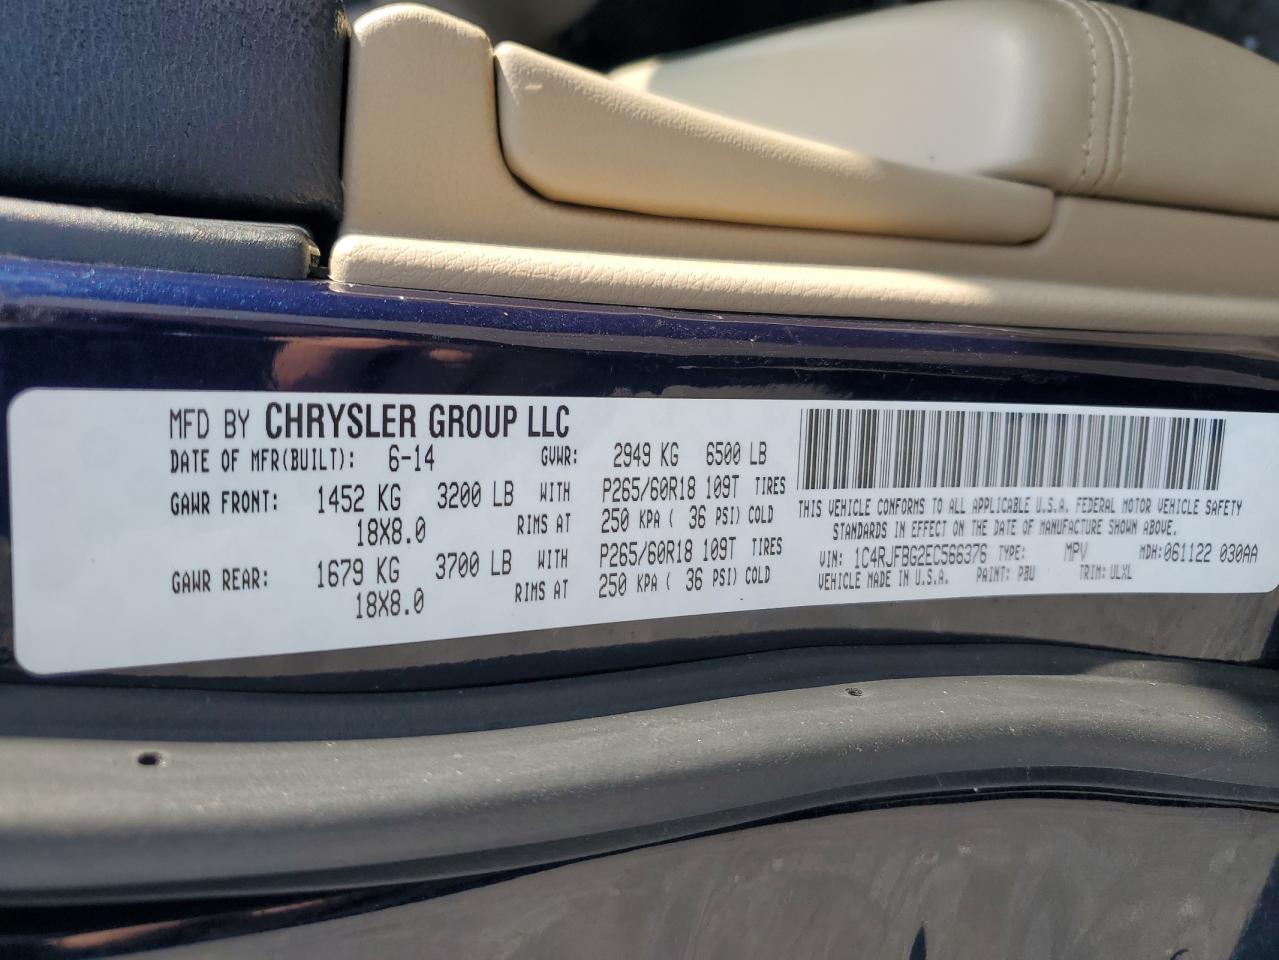 MFD BY CHRYSLER GROUP LLC
DATE OF MFR(BUILT): 6-14 GVWR: 2949 KG 6500 LB
GAWR FRONT: 1452 KG 3200 LB WITH P265/60R18 109T TIRES
18X8.0 RIMS AT 250 KPA ( 36 PSI) COLD
GAWR REAR: 1679 KG 3700 LB WITH P265/60R18 109T TIRES
18X8.0 RIMS AT 250 KPA ( 36 PSI) COLD
THIS VEHICLE CONFORMS TO ALL APPLICABLE U.S.A. FEDERAL MOTOR VEHICLE SAFETY
STANDARDS IN EFFECT ON THE DATE OF MANUFACTURE SHOWN ABOVE.
VIN: 1C4RJFBG2EC566376 TYPE: MPV MDH:061122 030AA
VEHICLE MADE IN U.S.A. PAINT: PBU TRIM: ULXL